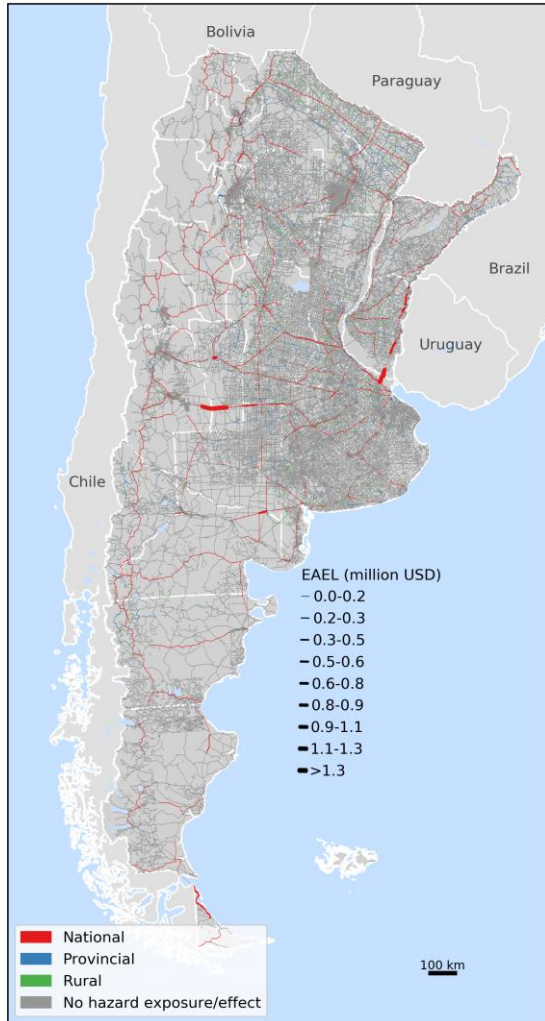 Bolivia
Paraguay
Brazil
Uruguay
Chile
EAEL (million USD)
0.0-0.2
0.2-0.3
0.3-0.5
0.5-0.6
0.6-0.8
0.8-0.9
0.9-1.1
1.1-1.3
>1.3
National
Provincial
Rural
No hazard exposure/effect
100 km